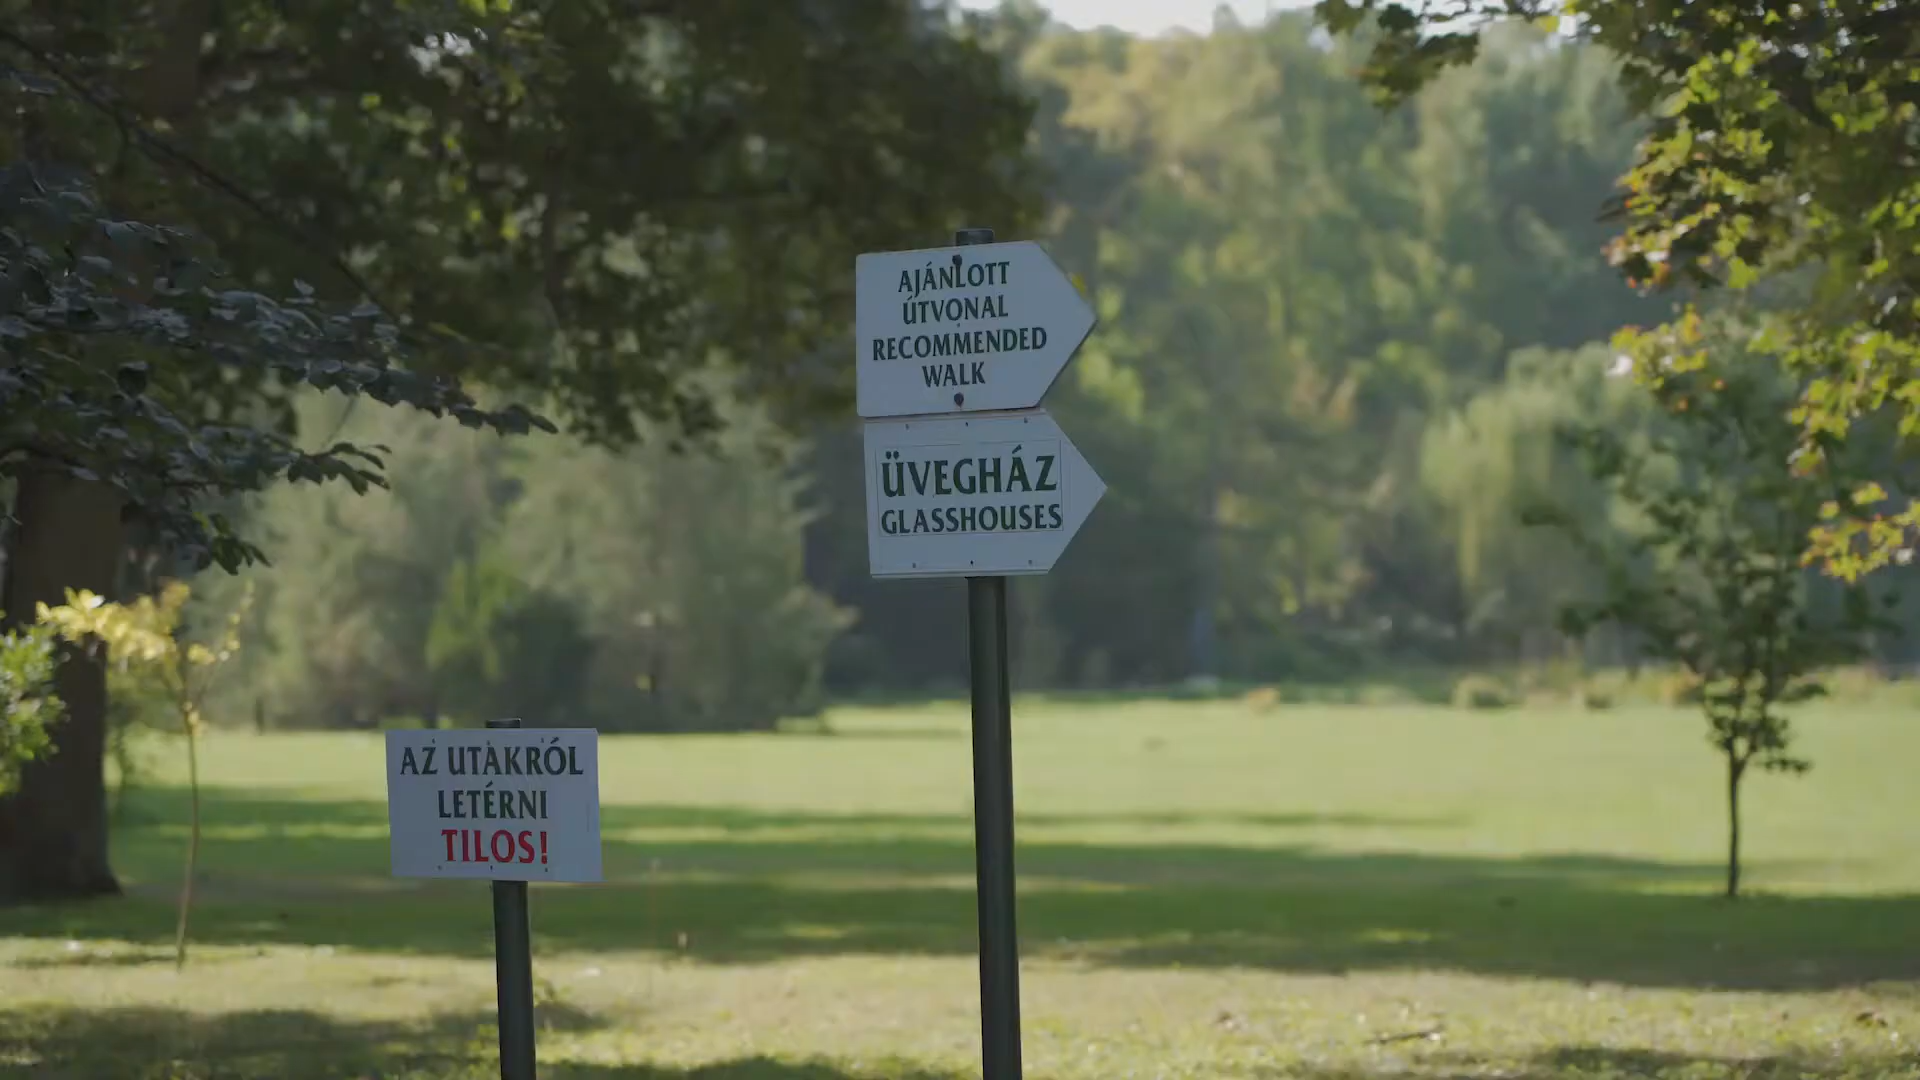 AJÁNLOTT
ÚTVONAL
RECOMMENDED
WALK
ÜVEGHÁZ
GLASSHOUSES
AZ UTAKRÓL
LETÉRNI
TILOS!